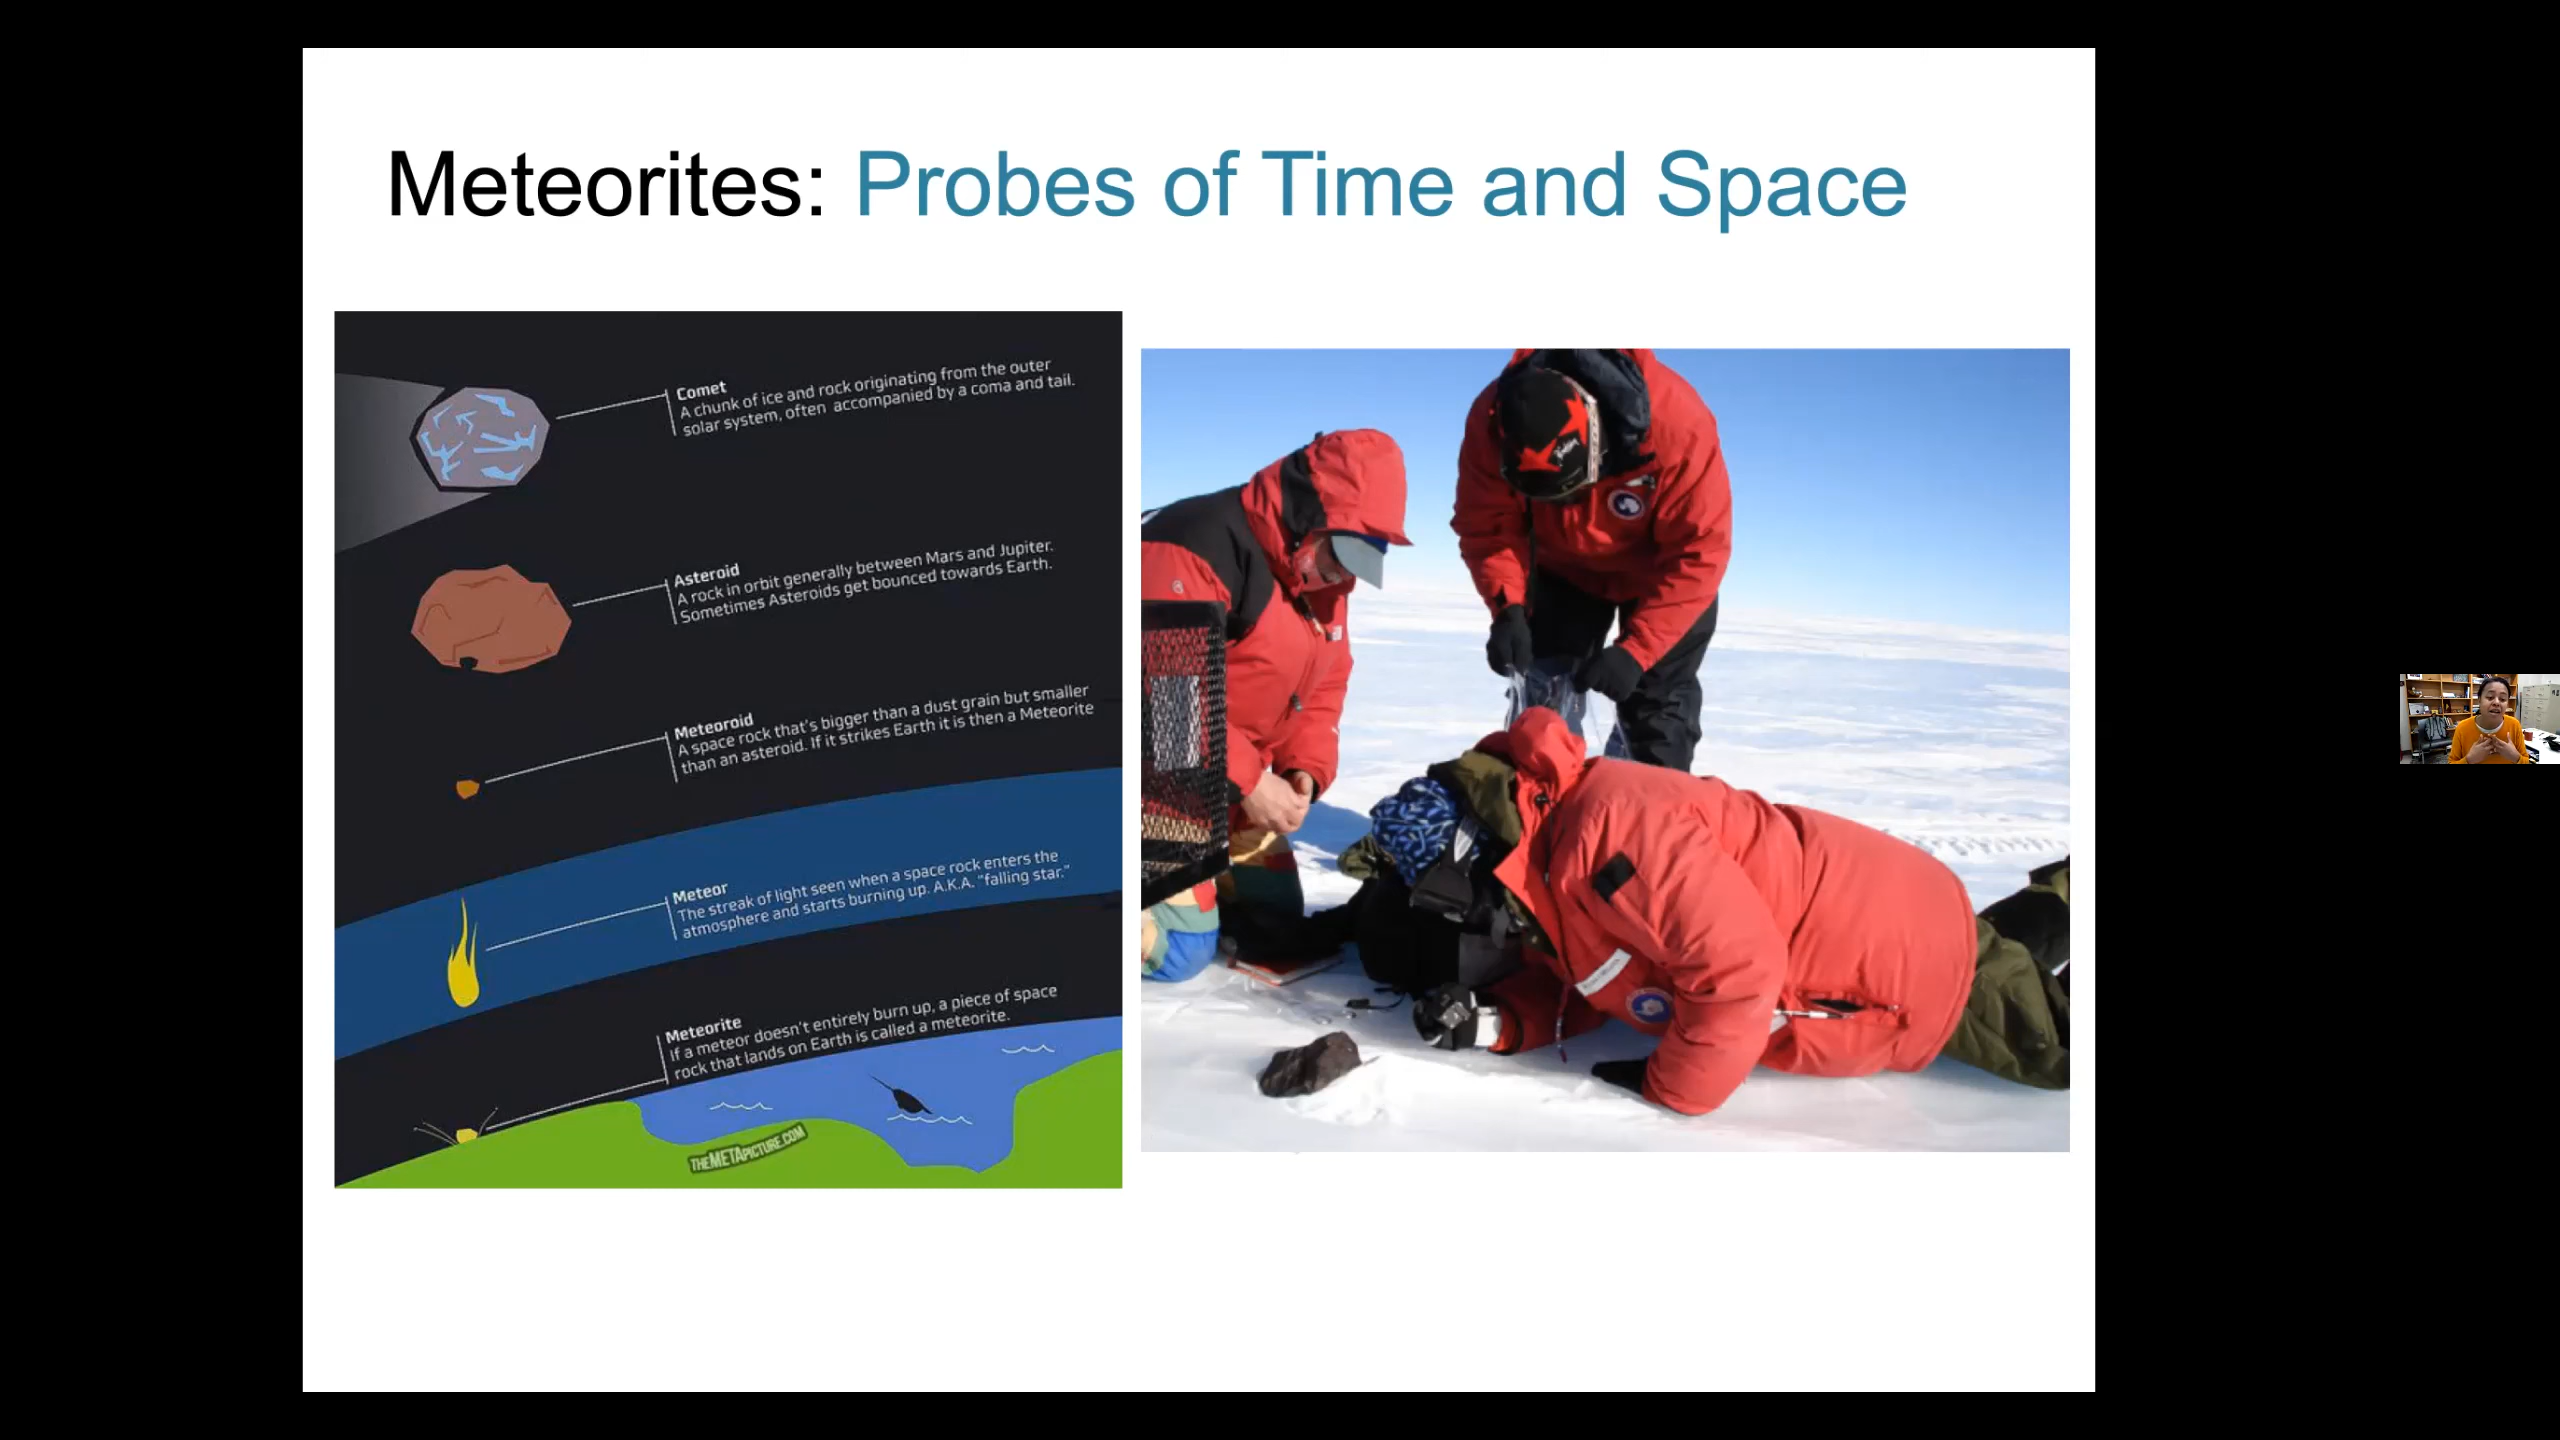 Meteorites: Probes of Time and Space
Comet
A chunk of ice and rock originating from the outer
solar system, often accompanied by a coma and tail.
Asteroid
A rock in orbit generally between Mars and Jupiter.
Sometimes Asteroids get bounced towards Earth.
Meteoroid
A space rock that's bigger than a dust grain but smaller
than an asteroid. If it strikes Earth it is then a Meteorite
Meteor
The streak of light seen when a space rock enters the
atmosphere and starts burning up. A.K.A. "falling star."
Meteorite
If a meteor doesn't entirely burn up, a piece of space
rock that lands on Earth is called a meteorite.
THEMETAPICTURE.COM